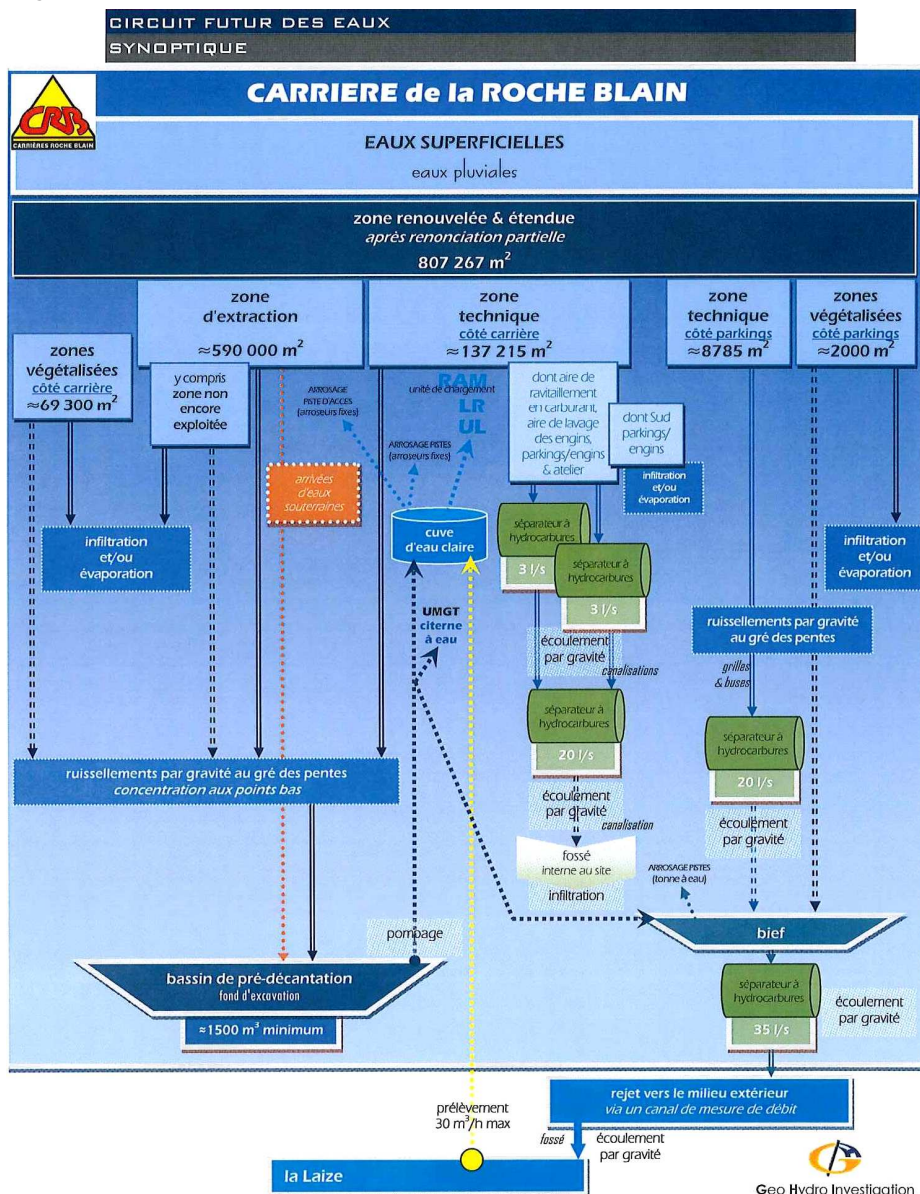 CIRCUIT FUTUR DES EAUX
SYNOPTIQUE
CRB
CARRIÈRES ROCHE BLAIN
CARRIERE de la ROCHE BLAIN
EAUX SUPERFICIELLES
eaux pluviales
zone renouvelée & étendue
après renonciation partielle
807 267 m²
zones
végétalisées
côté carrière
≈69 300 m²
zone
d'extraction
≈590 000 m²
y compris
zone non
encore
exploitée
zone
technique
côté carrière
≈137 215 m²
zone
technique
côté parkings
≈8785 m²
zones
végétalisées
côté parkings
≈2000 m²
ARROSAGE
PISTE D'ACCES
(arroseurs fixes)
unité de chargement
RAM
LR
UL
ARROSAGE PISTES
(arroseurs fixes)
dont aire de
ravitaillement
en carburant,
aire de lavage
des engins,
parkings/engins
& atelier
dont Sud
parkings/
engins
infiltration
et/ou
évaporation
arrivées
d'eaux
souterraines
cuve
d'eau claire
infiltration
et/ou
évaporation
séparateur à
hydrocarbures
3 l/s
séparateur à
hydrocarbures
3 l/s
infiltration
et/ou
évaporation
UMGT
citerne
à eau
écoulement
par gravité
canalisations
ruissellements par gravité
au gré des pentes
grilles
& buses
séparateur à
hydrocarbures
20 l/s
séparateur à
hydrocarbures
20 l/s
ruissellements par gravité au gré des pentes
concentration aux points bas
écoulement
par gravité
canalisation
écoulement
par gravité
fossé
interne au site
infiltration
ARROSAGE PISTES
(tonne à eau)
pompage
bief
bassin de pré-décantation
fond d'excavation
≈1500 m³ minimum
séparateur à
hydrocarbures
35 l/s
écoulement
par gravité
rejet vers le milieu extérieur
via un canal de mesure de débit
prélèvement
30 m³/h max
fossé
écoulement
par gravité
la Laize
Geo Hydro Investigation